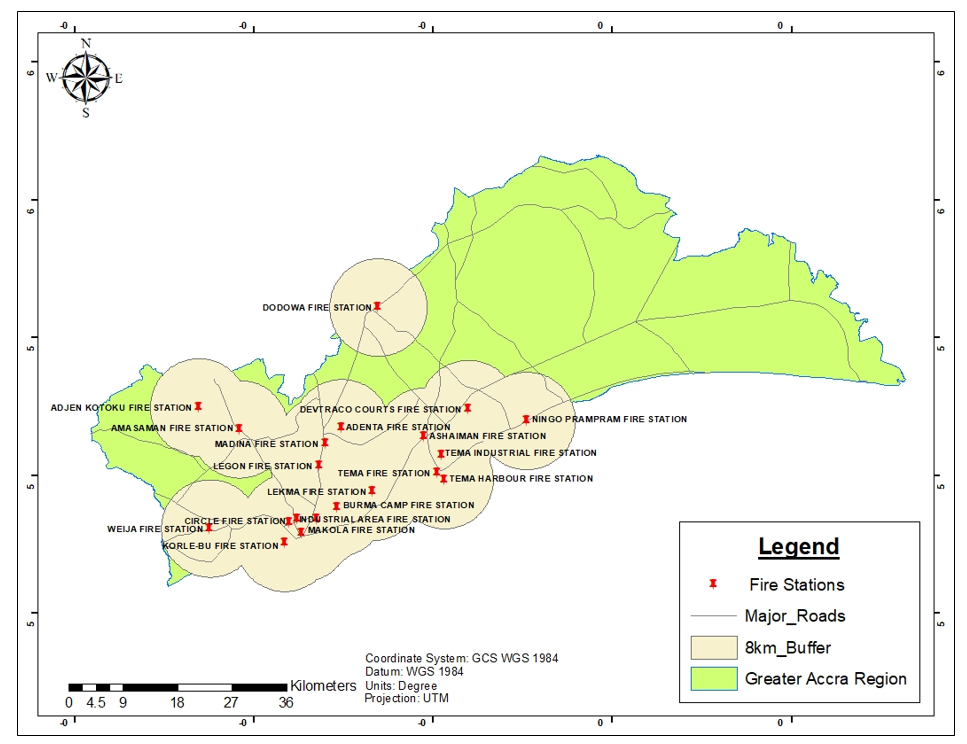 -0 -0 -0 0 0
N
W E
S
6 6
6 6
DODOWA FIRE STATION
5 5
ADJEN KOTOKU FIRE STATION
DEVTRACO COURTS FIRE STATION
NINGO PRAMPRAM FIRE STATION
AMASAMAN FIRE STATION
ADENTA FIRE STATION
ASHAIMAN FIRE STATION
MADINA FIRE STATION
TEMA INDUSTRIAL FIRE STATION
LEGON FIRE STATION
TEMA FIRE STATION
TEMA HARBOUR FIRE STATION
5 5
LEKMA FIRE STATION
BURMA CAMP FIRE STATION
CIRCLE FIRE STATION
INDUSTRIAL AREA FIRE STATION
WEIJA FIRE STATION
MAKOLA FIRE STATION
KORLE-BU FIRE STATION
5 5
Legend
Fire Stations
Major_Roads
8km_Buffer
Greater Accra Region
Coordinate System: GCS WGS 1984
Datum: WGS 1984
Units: Degree
Projection: UTM
Kilometers
0 4.5 9 18 27 36
-0 -0 -0 0 0